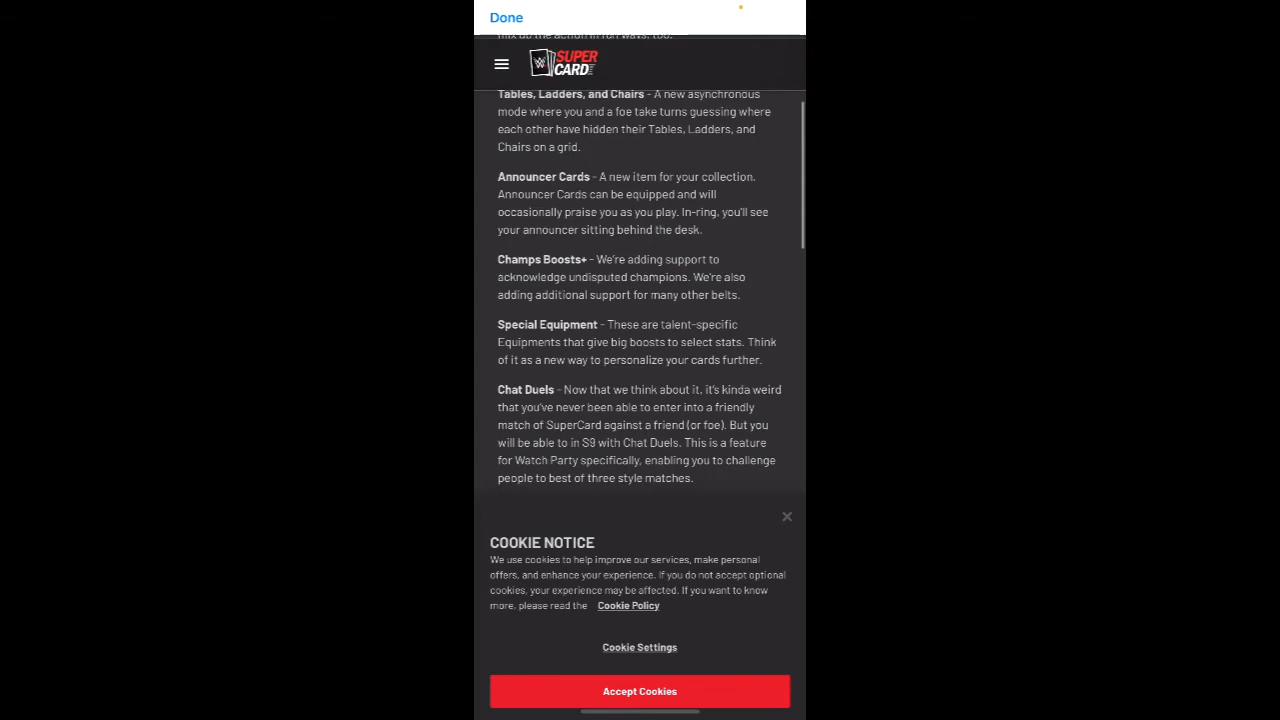 Done
mix up the action in fun ways, too.
W SUPER
CARD
Tables, Ladders, and Chairs - A new asynchronous
mode where you and a foe take turns guessing where
each other have hidden their Tables, Ladders, and
Chairs on a grid.
Announcer Cards - A new item for your collection.
Announcer Cards can be equipped and will
occasionally praise you as you play. In-ring, you'll see
your announcer sitting behind the desk.
Champs Boosts+ - We're adding support to
acknowledge undisputed champions. We're also
adding additional support for many other belts.
Special Equipment - These are talent-specific
Equipments that give big boosts to select stats. Think
of it as a new way to personalize your cards further.
Chat Duels - Now that we think about it, it's kinda weird
that you've never been able to enter into a friendly
match of SuperCard against a friend (or foe). But you
will be able to in S9 with Chat Duels. This is a feature
for Watch Party specifically, enabling you to challenge
people to best of three style matches.
COOKIE NOTICE
We use cookies to help improve our services, make personal
offers, and enhance your experience. If you do not accept optional
cookies, your experience may be affected. If you want to know
more, please read the Cookie Policy
Cookie Settings
Accept Cookies